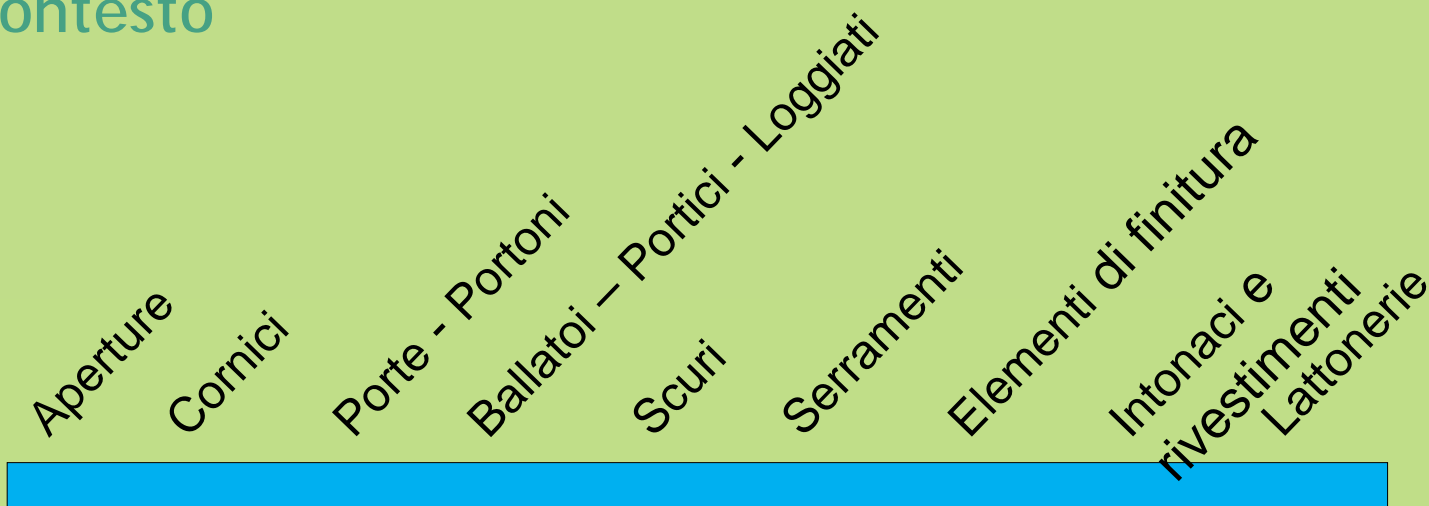 ontesto
Aperture
Cornici
Porte - Portoni
Ballatoi – Portici - Loggiati
Scuri
Serramenti
Elementi di finitura
Intonaci e
rivestimenti
Lattonerie